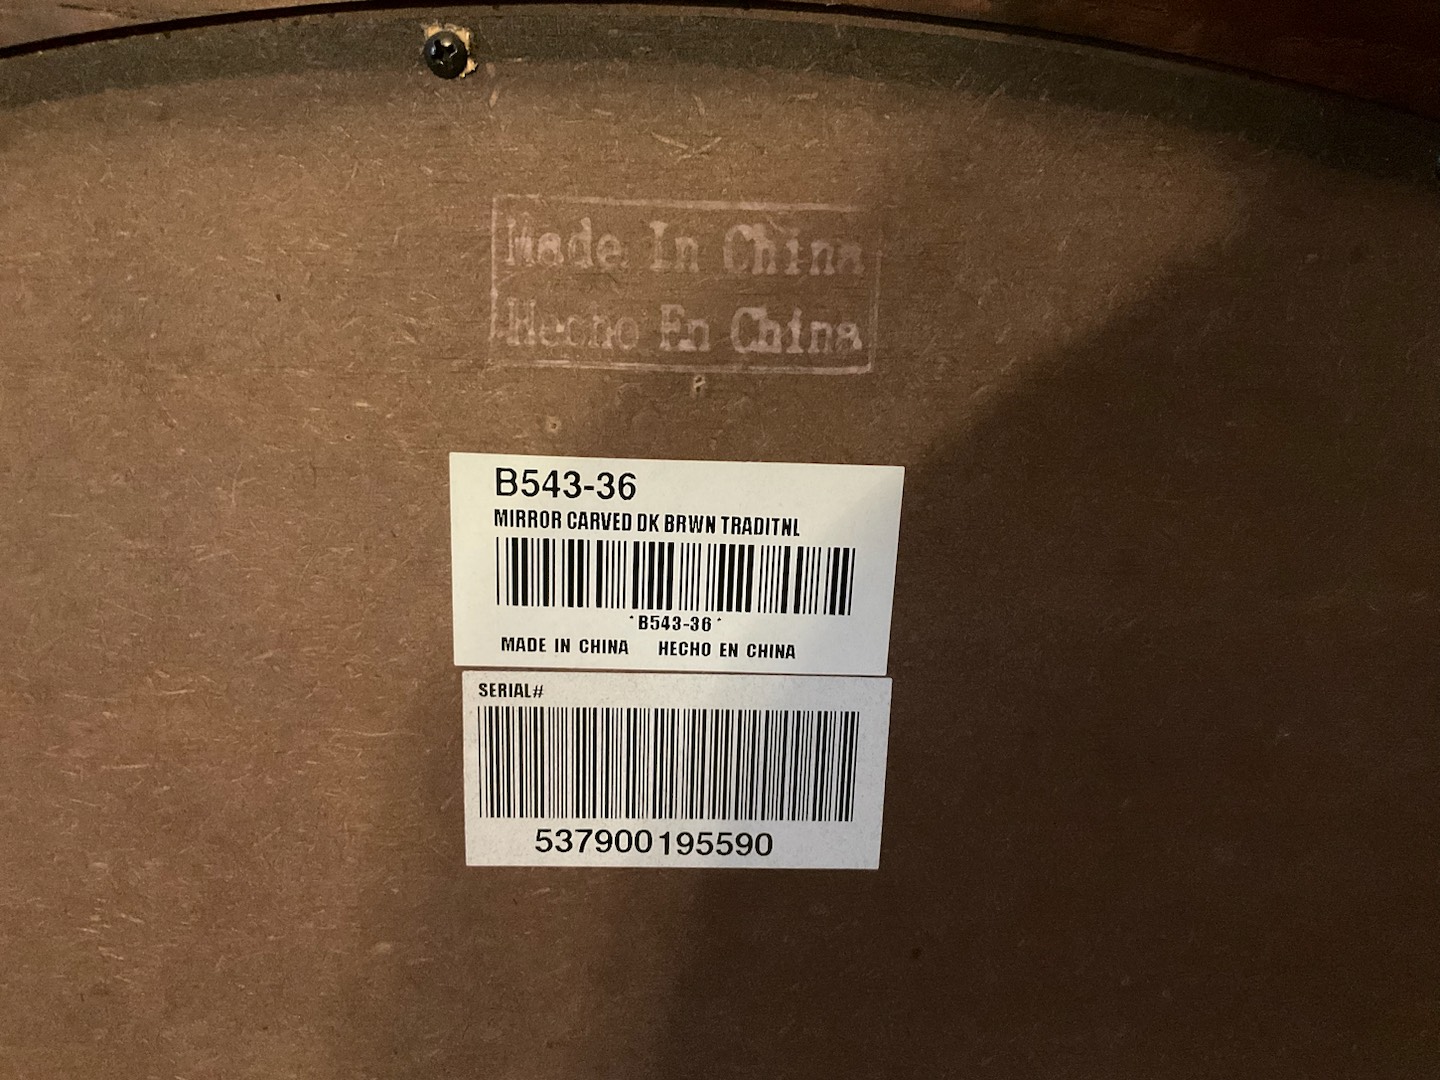 Made In China
Hecho En China
B543-36
MIRROR CARVED DK BRWN TRADITNL
*B543-36*
MADE IN CHINA HECHO EN CHINA
SERIAL#
537900195590